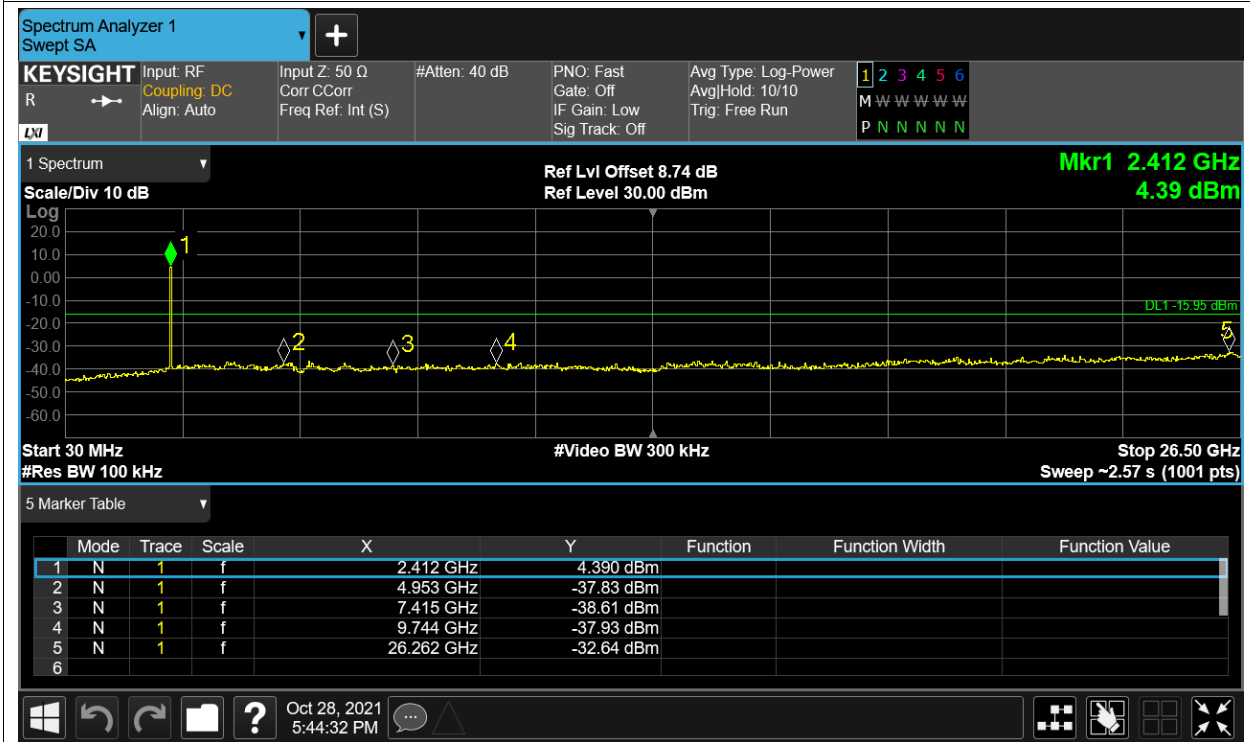 Spectrum Analyzer 1
Swept SA
+
KEYSIGHT
R
LXI
Input: RF
Coupling: DC
Align: Auto
Input Z: 50 Ω
Corr CCorr
Freq Ref: Int (S)
#Atten: 40 dB
PNO: Fast
Gate: Off
IF Gain: Low
Sig Track: Off
Avg Type: Log-Power
Avg|Hold: 10/10
Trig: Free Run
1 2 3 4 5 6
M W W W W W
P N N N N N
1 Spectrum
Scale/Div 10 dB
Ref Lvl Offset 8.74 dB
Ref Level 30.00 dBm
Mkr1 2.412 GHz
4.39 dBm
Log
20.0
10.0
0.00
-10.0
-20.0
-30.0
-40.0
-50.0
-60.0
1
2
3
4
5
DL1 -15.95 dBm
Start 30 MHz
#Video BW 300 kHz
Stop 26.50 GHz
#Res BW 100 kHz
Sweep ~2.57 s (1001 pts)
5 Marker Table
Mode Trace Scale X Y Function Function Width Function Value
1 N 1 f 2.412 GHz 4.390 dBm
2 N 1 f 4.953 GHz -37.83 dBm
3 N 1 f 7.415 GHz -38.61 dBm
4 N 1 f 9.744 GHz -37.93 dBm
5 N 1 f 26.262 GHz -32.64 dBm
6
?
Oct 28, 2021
5:44:32 PM